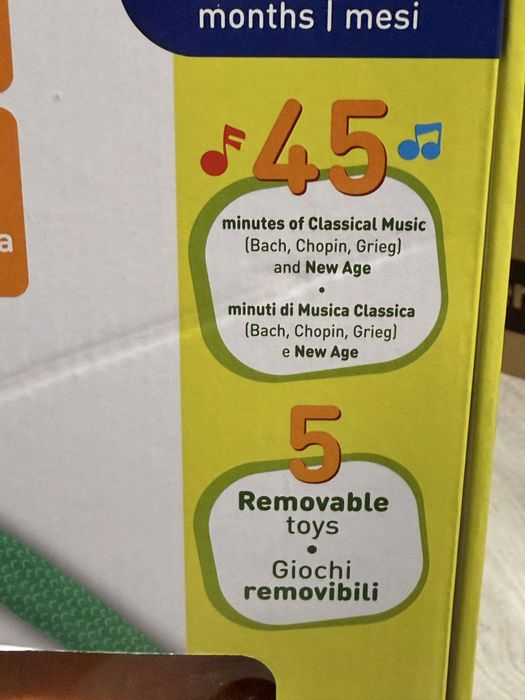 months | mesi
a
45
minutes of Classical Music
(Bach, Chopin, Grieg)
and New Age
•
minuti di Musica Classica
(Bach, Chopin, Grieg)
e New Age
5
Removable
toys
•
Giochi
removibili